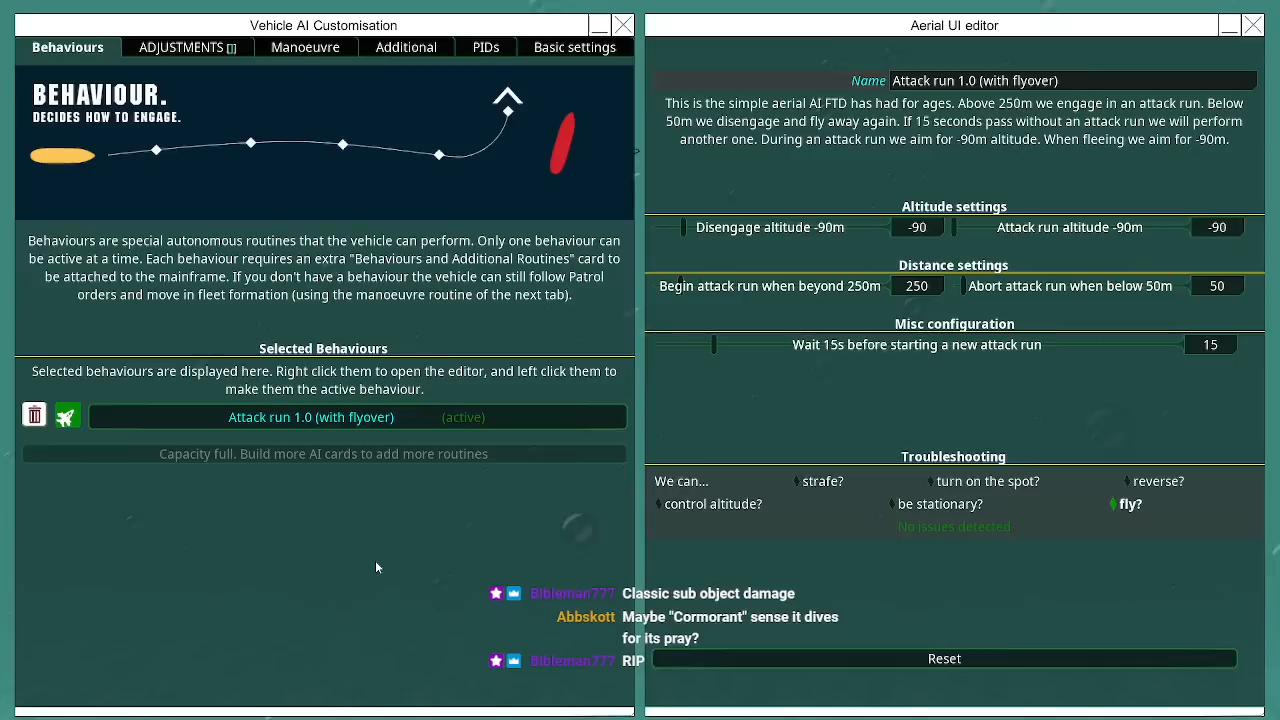 Vehicle AI Customisation
Behaviours
ADJUSTMENTS []
Manoeuvre
Additional
PIDs
Basic settings
BEHAVIOUR.
DECIDES HOW TO ENGAGE.
Behaviours are special autonomous routines that the vehicle can perform. Only one behaviour can
be active at a time. Each behaviour requires an extra "Behaviours and Additional Routines" card to
be attached to the mainframe. If you don't have a behaviour the vehicle can still follow Patrol
orders and move in fleet formation (using the manoeuvre routine of the next tab).
Selected Behaviours
Selected behaviours are displayed here. Right click them to open the editor, and left click them to
make them the active behaviour.
Attack run 1.0 (with flyover) (active)
Capacity full. Build more AI cards to add more routines
Aerial UI editor
Name Attack run 1.0 (with flyover)
This is the simple aerial AI FTD has had for ages. Above 250m we engage in an attack run. Below
50m we disengage and fly away again. If 15 seconds pass without an attack run we will perform
another one. During an attack run we aim for -90m altitude. When fleeing we aim for -90m.
Altitude settings
Disengage altitude -90m -90 Attack run altitude -90m -90
Distance settings
Begin attack run when beyond 250m 250 Abort attack run when below 50m 50
Misc configuration
Wait 15s before starting a new attack run 15
Troubleshooting
We can... strafe? turn on the spot? reverse?
control altitude? be stationary? fly?
No issues detected
Reset
Bibleman777 Classic sub object damage
Abbskott Maybe "Cormorant" sense it dives
for its pray?
Bibleman777 RIP